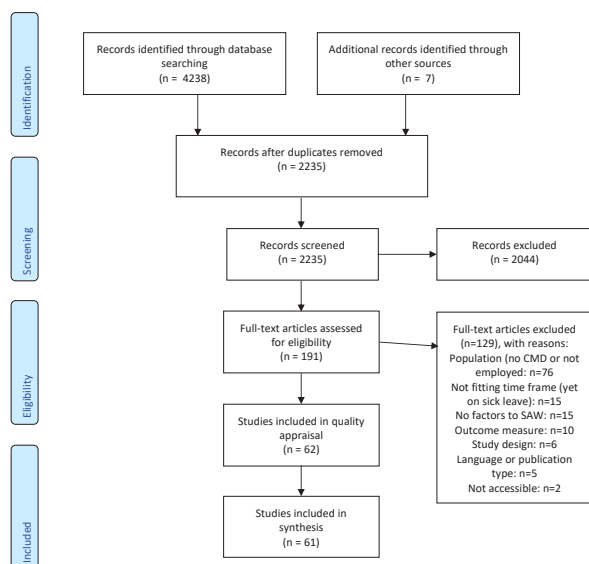 Identification
Records identified through database
searching
(n = 4238)
Additional records identified through
other sources
(n = 7)
Records after duplicates removed
(n = 2235)
Screening
Records screened
(n = 2235)
Records excluded
(n = 2044)
Eligibility
Full-text articles assessed
for eligibility
(n = 191)
Full-text articles excluded
(n=129), with reasons:
Population (no CMD or not
employed: n=76
Not fitting time frame (yet
on sick leave): n=15
No factors to SAW: n=15
Outcome measure: n=10
Study design: n=6
Language or publication
type: n=5
Not accessible: n=2
Studies included in quality
appraisal
(n = 62)
Included
Studies included in
synthesis
(n = 61)